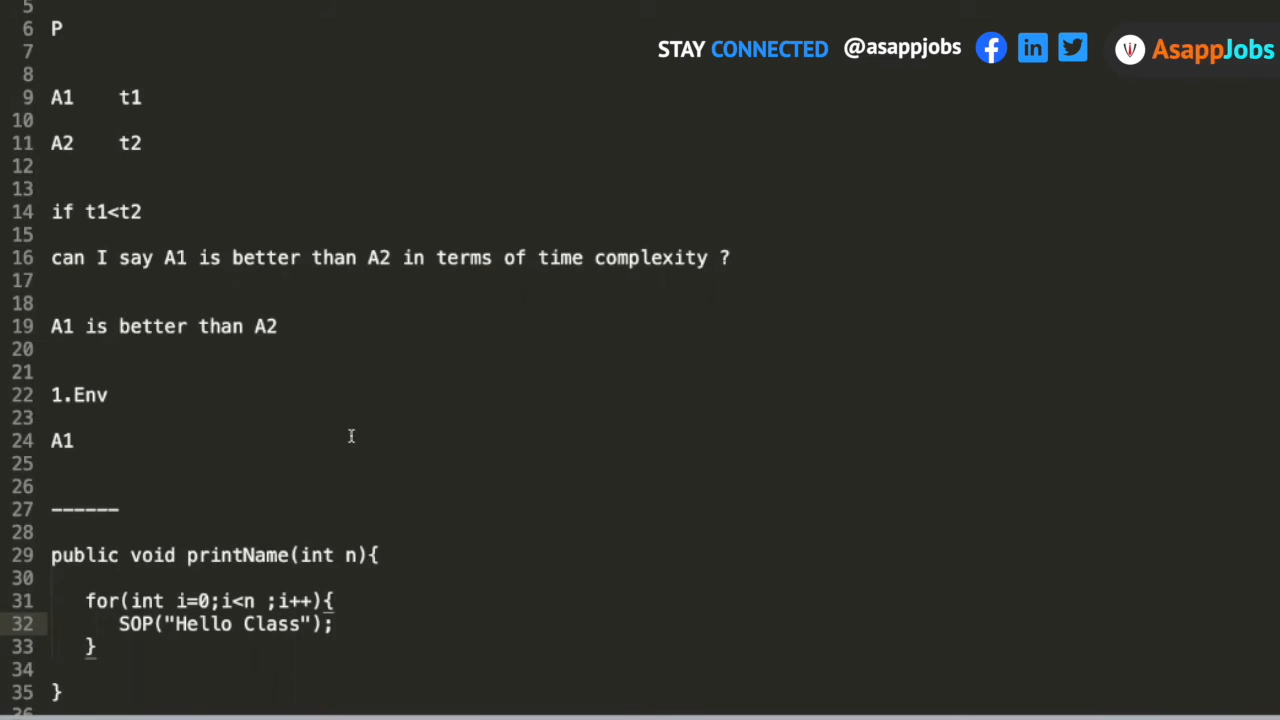 STAY CONNECTED @asappjobs AsappJobs
5
6 P
7
8
9 A1 t1
10
11 A2 t2
12
13
14 if t1<t2
15
16 can I say A1 is better than A2 in terms of time complexity ?
17
18
19 A1 is better than A2
20
21
22 1.Env
23
24 A1
25
26
27 ------
28
29 public void printName(int n){
30
31 for(int i=0;i<n ;i++){
32 SOP("Hello Class");
33 }
34
35 }
36